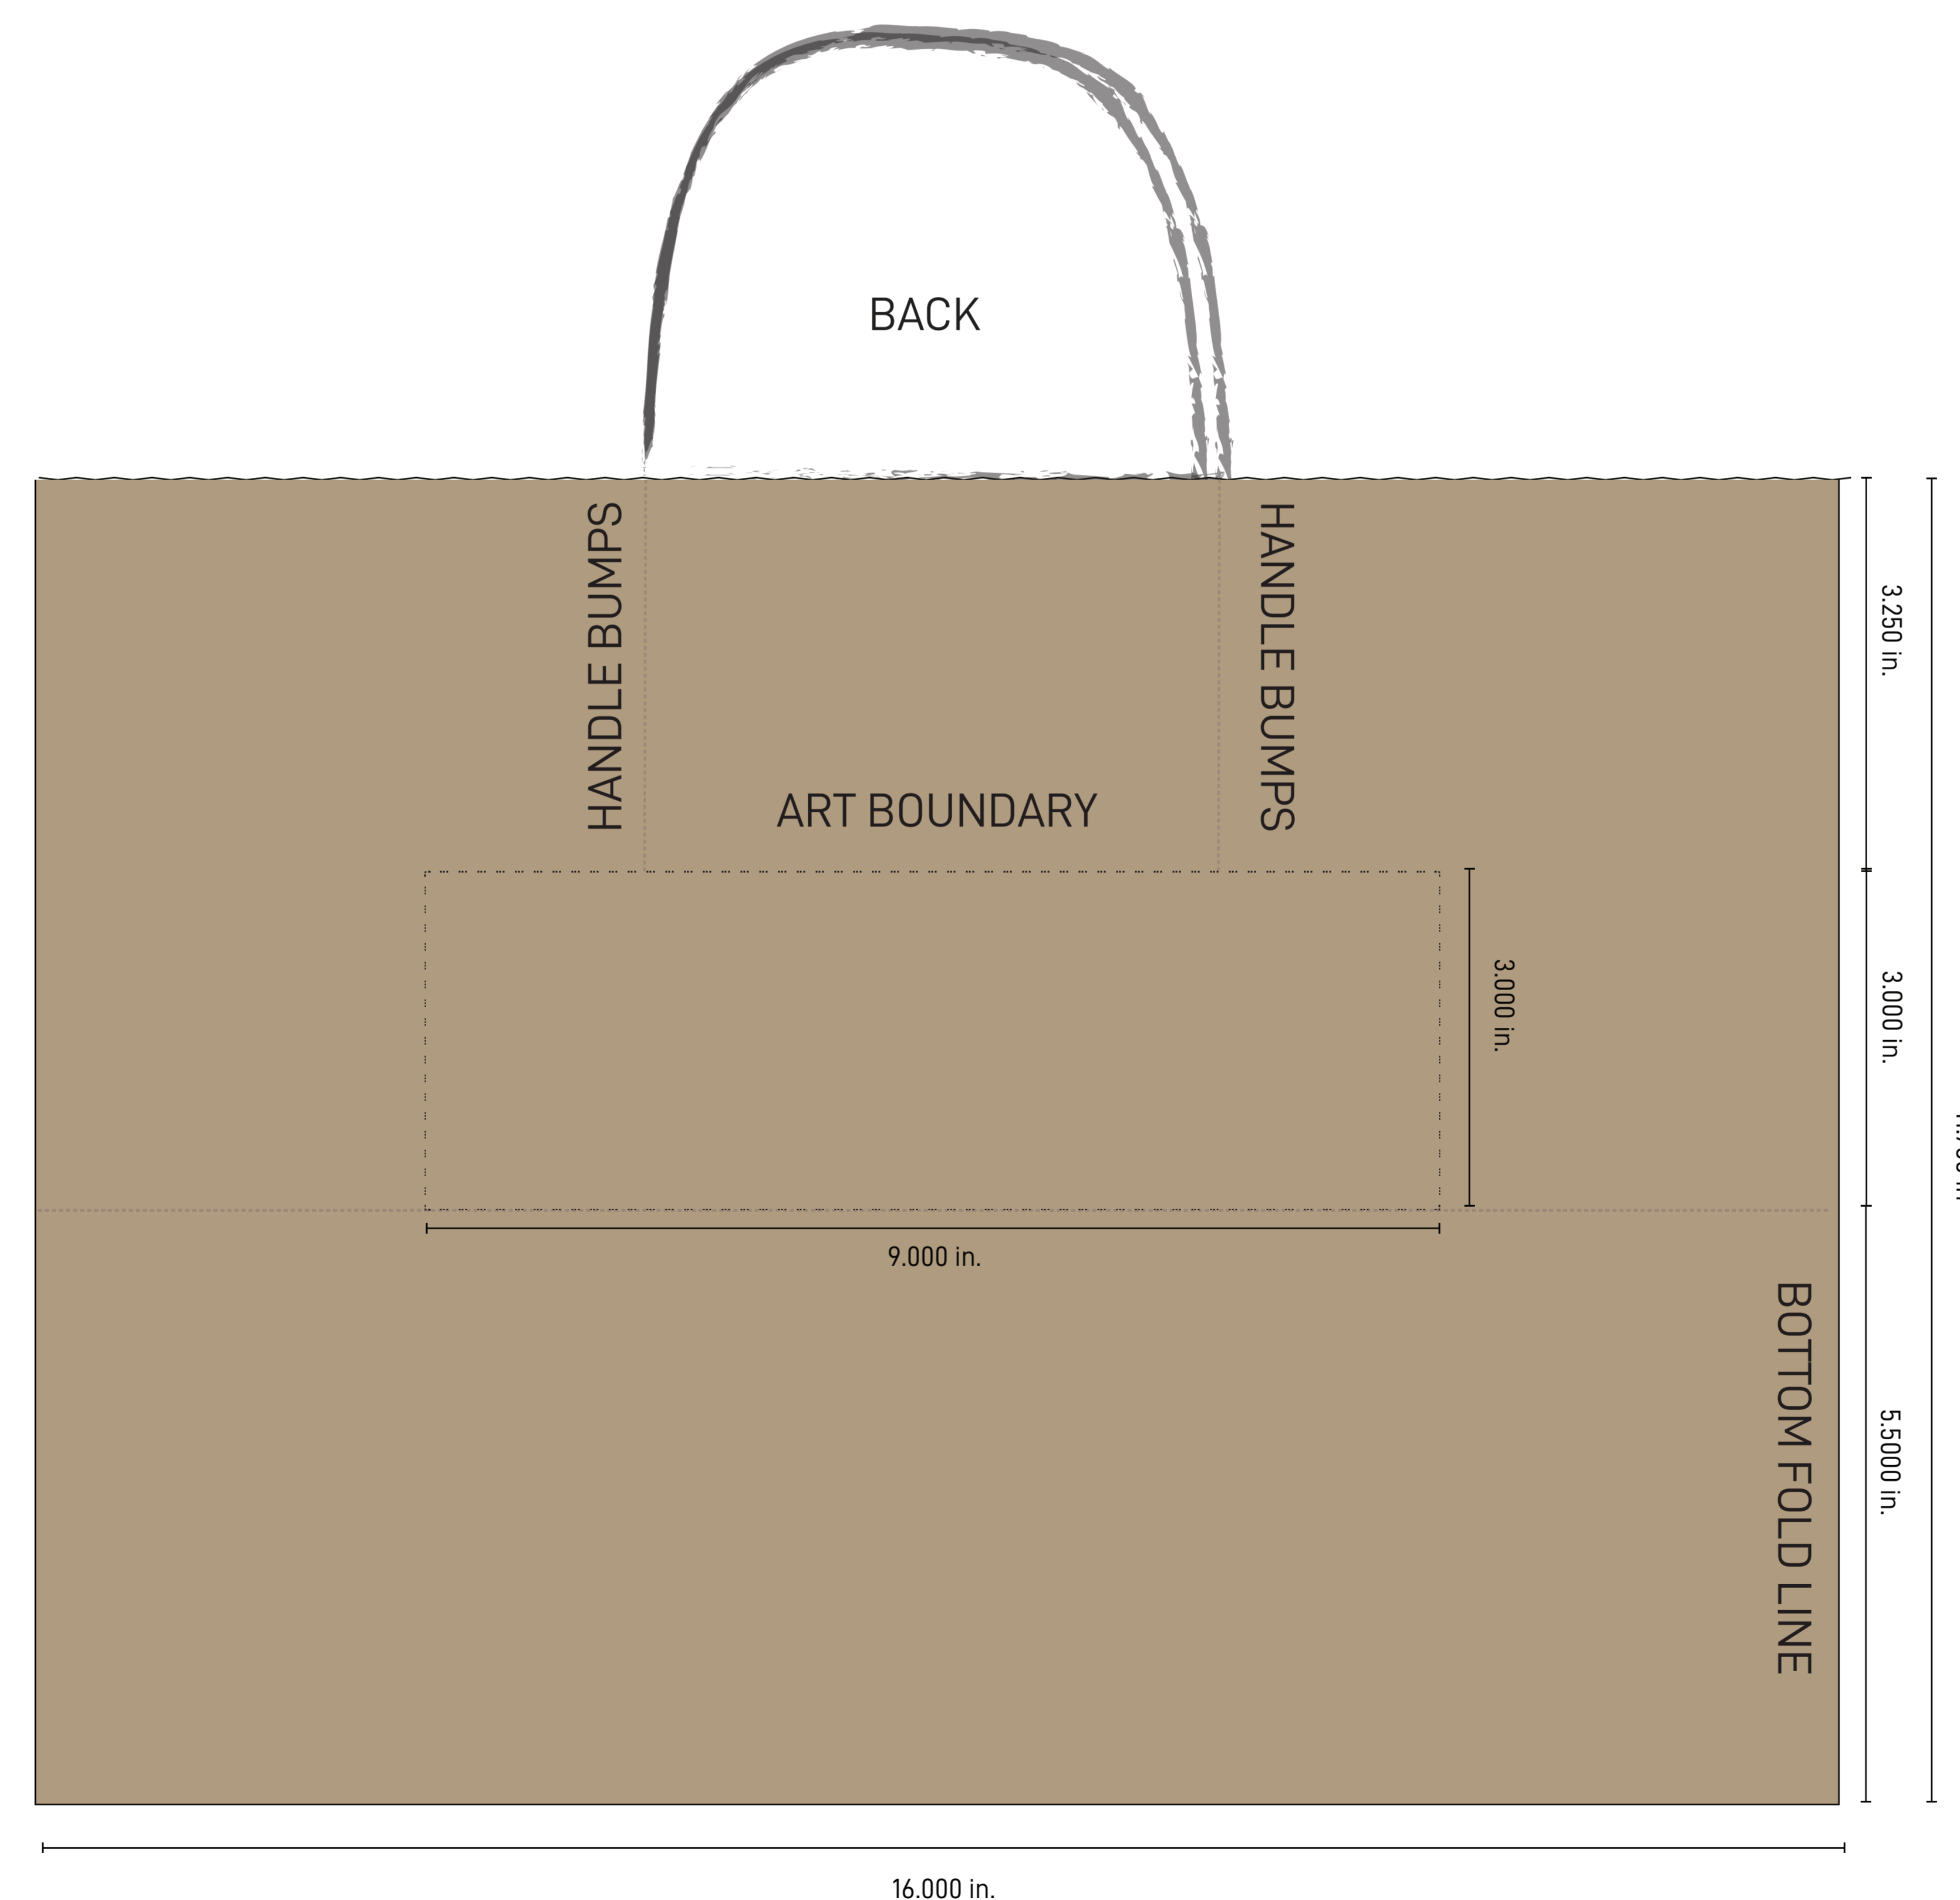 BACK
HANDLE BUMPS
HANDLE BUMPS
3.250 in.
ART BOUNDARY
3.000 in.
3.000 in.
9.000 in.
BOTTOM FOLD LINE
5.5000 in.
16.000 in.